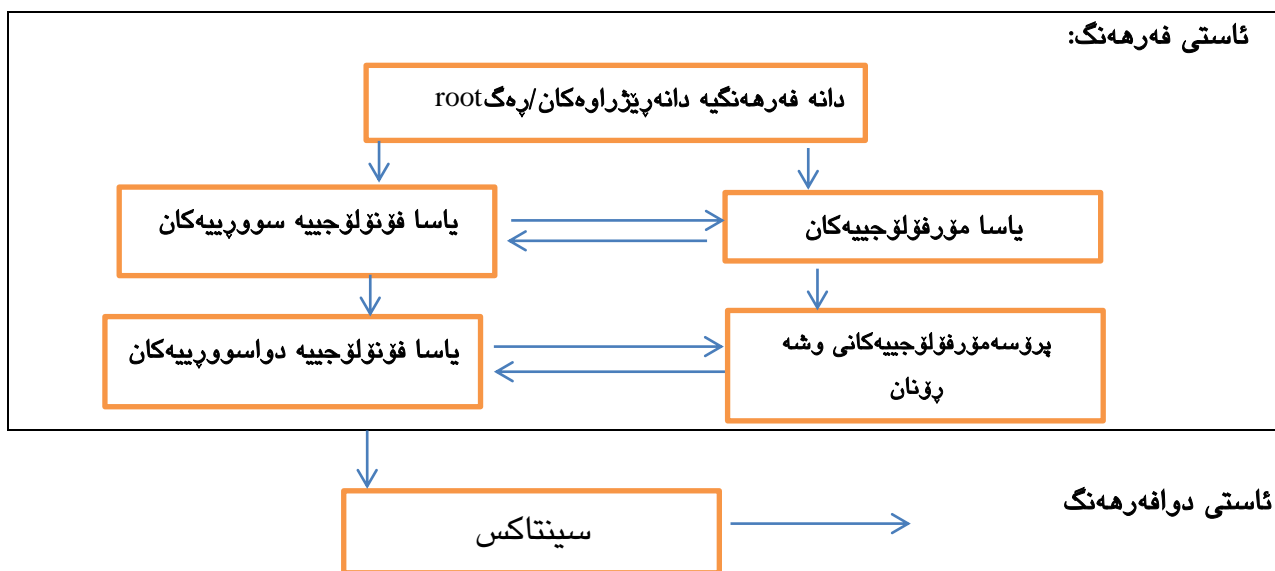 ئاستی فەرهەنگ:
دانە فەرهەنگیە دانەڕێژراوەکان/ڕەگroot
یاسا فۆنۆلۆجییە سووڕییەکان
یاسا مۆرفۆلۆجییەکان
یاسا فۆنۆلۆجییە دواسووڕییەکان
پرۆسەمۆرفۆلۆجییەکانی وشە
ڕۆنان
ئاستی دوافەرهەنگ
سینتاکس